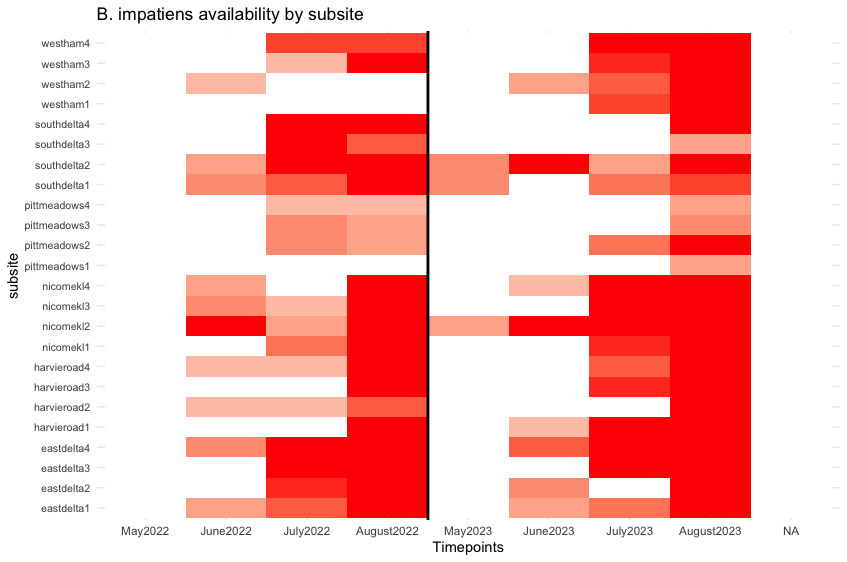 B. impatiens availability by subsite
westham4
westham3
westham2
westham1
southdelta4
southdelta3
southdelta2
southdelta1
pittmeadows4
pittmeadows3
pittmeadows2
pittmeadows1
nicomekl4
nicomekl3
nicomekl2
nicomekl1
harvieroad4
harvieroad3
harvieroad2
harvieroad1
eastdelta4
eastdelta3
eastdelta2
eastdelta1
subsite
May2022 June2022 July2022 August2022 May2023 June2023 July2023 August2023 NA
Timepoints